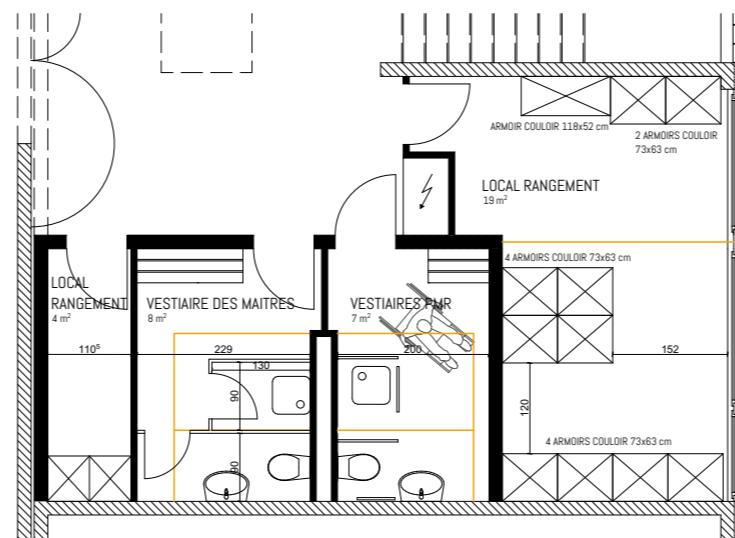 ARMOIR COULOIR 118x52 cm
2 ARMOIRS COULOIR
73x63 cm
LOCAL RANGEMENT
19 m²
4 ARMOIRS COULOIR 73x63 cm
LOCAL
RANGEMENT
4 m²
VESTIAIRE DES MAITRES
8 m²
VESTIAIRES PMR
7 m²
110⁵
229
200
152
130
90
120
90
4 ARMOIRS COULOIR 73x63 cm